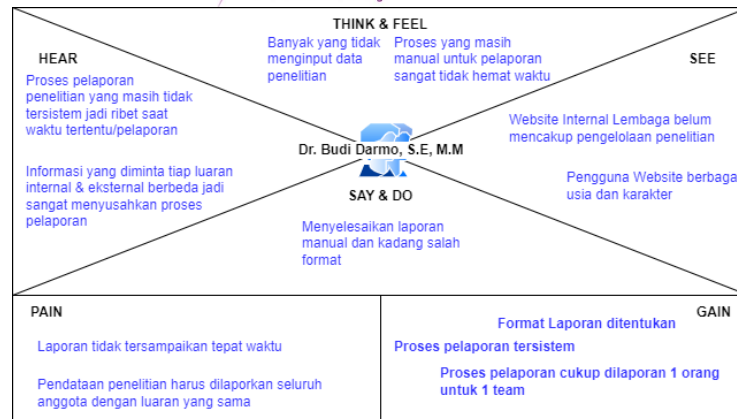 THINK & FEEL
Banyak yang tidak
menginput data
penelitian
Proses yang masih
manual untuk pelaporan
sangat tidak hemat waktu
HEAR
Proses pelaporan
penelitian yang masih tidak
tersistem jadi ribet saat
waktu tertentu/pelaporan
Informasi yang diminta tiap luaran
internal & eksternal berbeda jadi
sangat menyusahkan proses
pelaporan
SEE
Website Internal Lembaga belum
mencakup pengelolaan penelitian
Pengguna Website berbaga
usia dan karakter
Dr. Budi Darmo, S.E, M.M
SAY & DO
Menyelesaikan laporan
manual dan kadang salah
format
PAIN
Laporan tidak tersampaikan tepat waktu
Pendataan penelitian harus dilaporkan seluruh
anggota dengan luaran yang sama
GAIN
Format Laporan ditentukan
Proses pelaporan tersistem
Proses pelaporan cukup dilaporan 1 orang
untuk 1 team